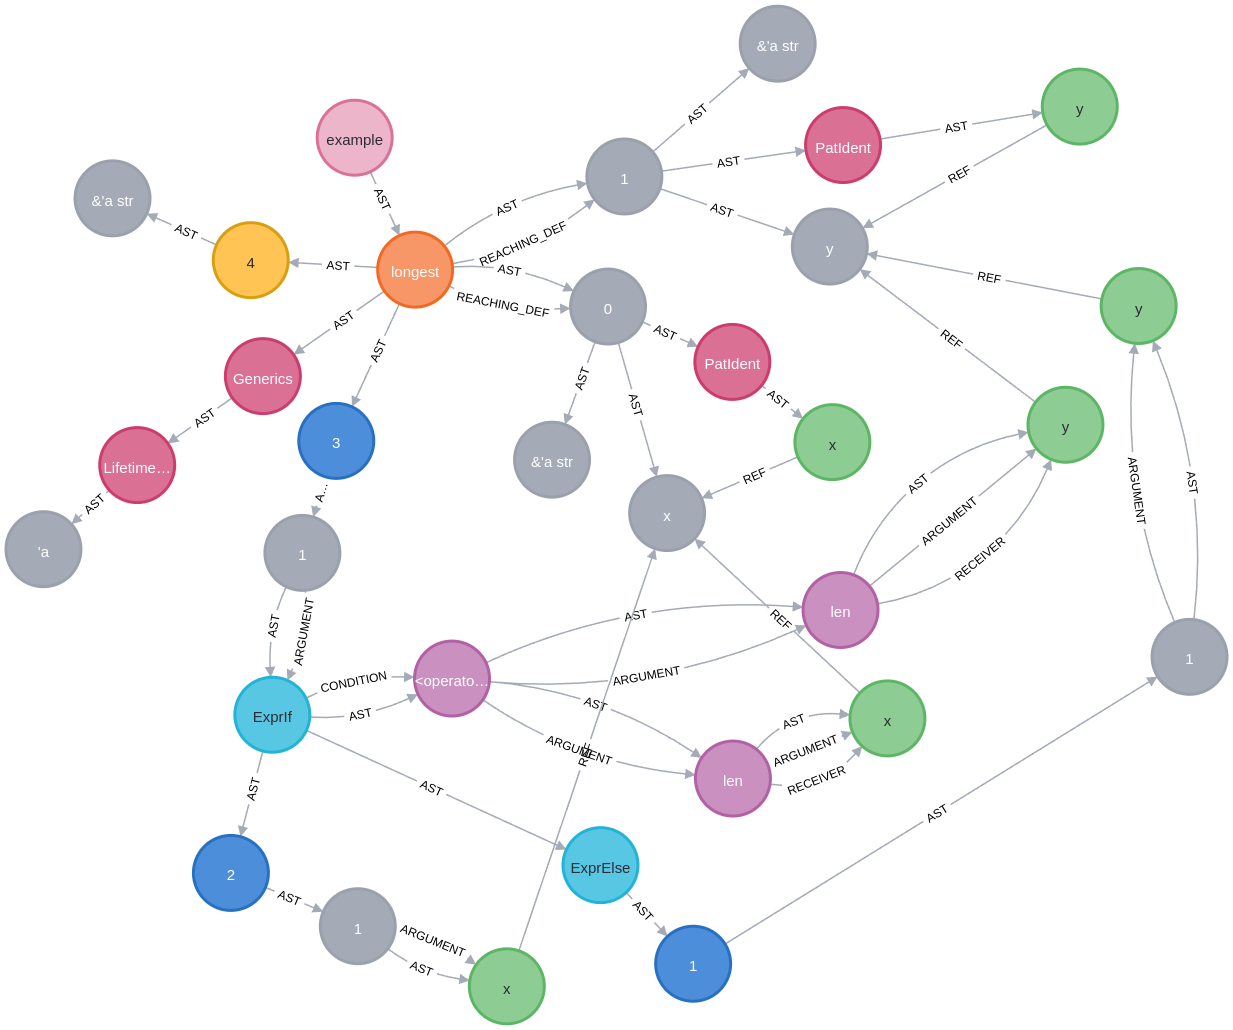 &'a str
y
example
PatIdent
AST
AST
AST
1
AST
REF
&'a str
AST
AST
AST
AST
y
4
AST
longest
REACHING_DEF
AST
REF
REACHING_DEF
0
y
AST
AST
PatIdent
REF
Generics
AST
AST
AST
AST
x
y
AST
3
&'a str
REF
AST
ARGUMENT
AST
Lifetime…
AST
A…
x
ARGUMENT
'a
1
RECEIVER
AST
ARGUMENT
AST
len
REF
1
CONDITION
<operato…
ARGUMENT
ExprIf
AST
AST
AST
x
ARGUMENT
REF
ARGUMENT
AST
AST
len
RECEIVER
AST
ExprElse
2
AST
AST
1
ARGUMENT
AST
AST
1
x